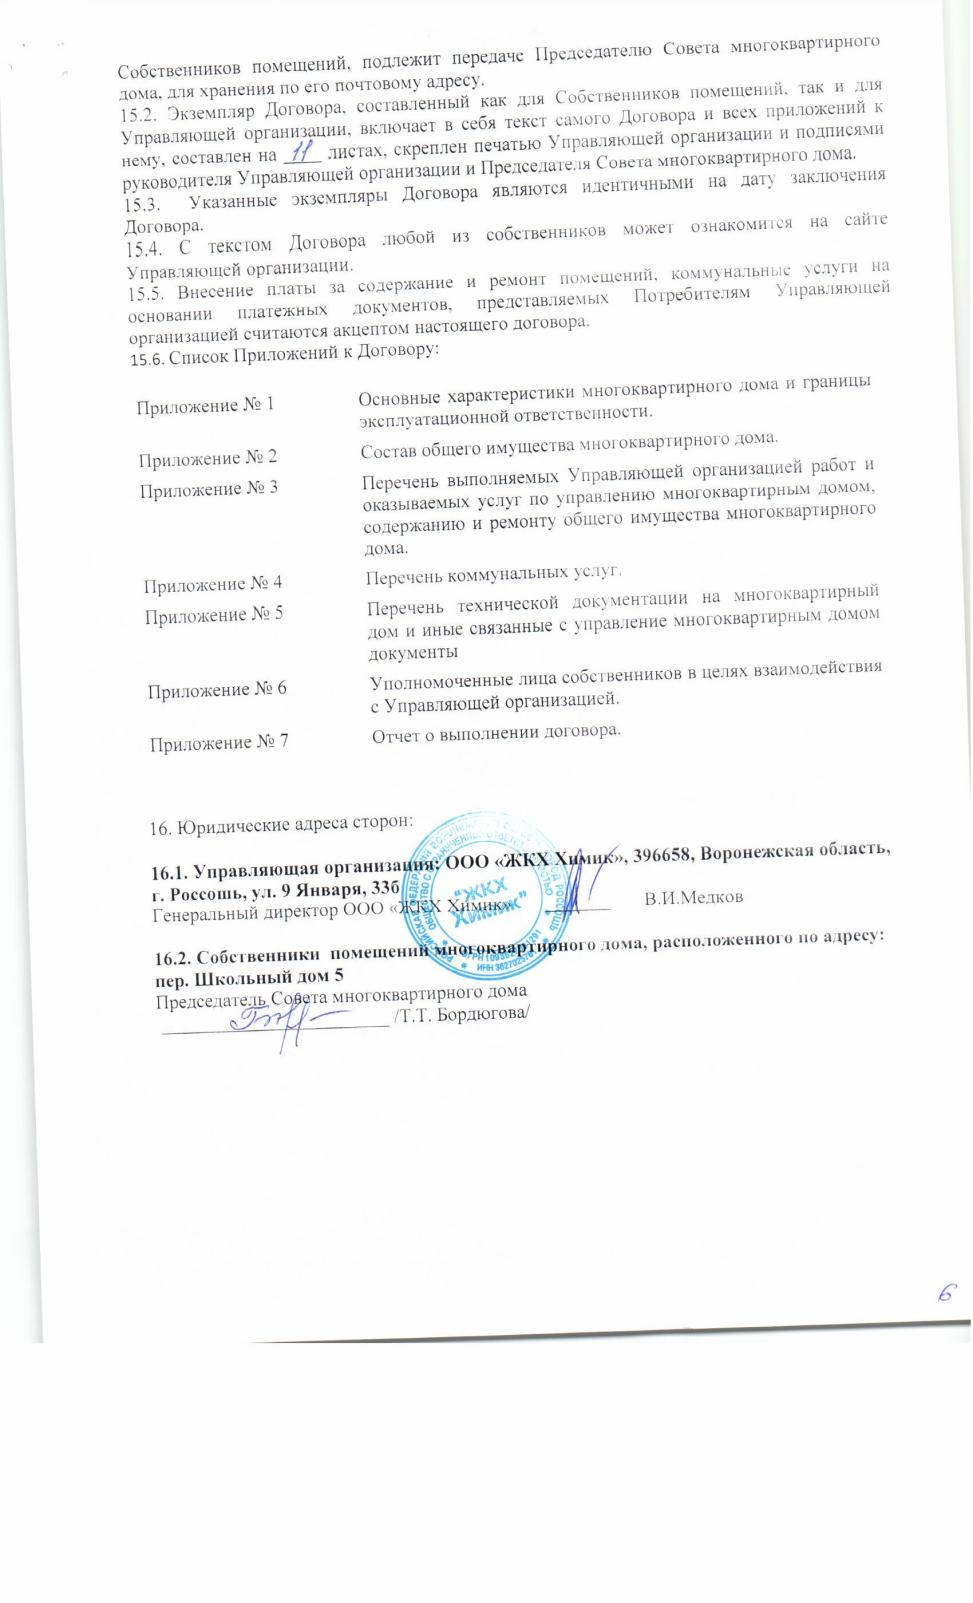 Собственников помещений, подлежит передаче Председателю Совета многоквартирного
дома, для хранения по его почтовому адресу.
15.2. Экземпляр Договора, составленный как для Собственников помещений, так и для
Управляющей организации, включает в себя текст самого Договора и всех приложений к
нему, составлен на 11 листах, скреплен печатью Управляющей организации и подписями
руководителя Управляющей организации и Председателя Совета многоквартирного дома.
15.3. Указанные экземпляры Договора являются идентичными на дату заключения
Договора.
15.4. С текстом Договора любой из собственников может ознакомится на сайте
Управляющей организации.
15.5. Внесение платы за содержание и ремонт помещений, коммунальные услуги на
основании платежных документов, представляемых Потребителям Управляющей
организацией считаются акцептом настоящего договора.
15.6. Список Приложений к Договору:
Приложение № 1 Основные характеристики многоквартирного дома и границы
эксплуатационной ответственности.
Приложение № 2 Состав общего имущества многоквартирного дома.
Приложение № 3 Перечень выполняемых Управляющей организацией работ и
оказываемых услуг по управлению многоквартирным домом,
содержанию и ремонту общего имущества многоквартирного
дома.
Приложение № 4 Перечень коммунальных услуг.
Приложение № 5 Перечень технической документации на многоквартирный
дом и иные связанные с управление многоквартирным домом
документы
Приложение № 6 Уполномоченные лица собственников в целях взаимодействия
с Управляющей организацией.
Приложение № 7 Отчет о выполнении договора.
16. Юридические адреса сторон:
16.1. Управляющая организация: ООО «ЖКХ Химик», 396658, Воронежская область,
г. Россошь, ул. 9 Января, 33б
Генеральный директор ООО «ЖКХ Химик» В.И.Медков
"ЖКХ
Химик"
16.2. Собственники помещений многоквартирного дома, расположенного по адресу:
пер. Школьный дом 5
Председатель Совета многоквартирного дома
/Т.Т. Бордюгова/
6